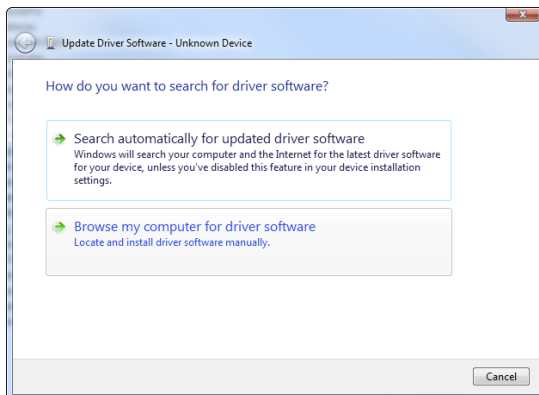 Update Driver Software - Unknown Device
How do you want to search for driver software?
Search automatically for updated driver software
Windows will search your computer and the Internet for the latest driver software
for your device, unless you've disabled this feature in your device installation
settings.
Browse my computer for driver software
Locate and install driver software manually.
Cancel